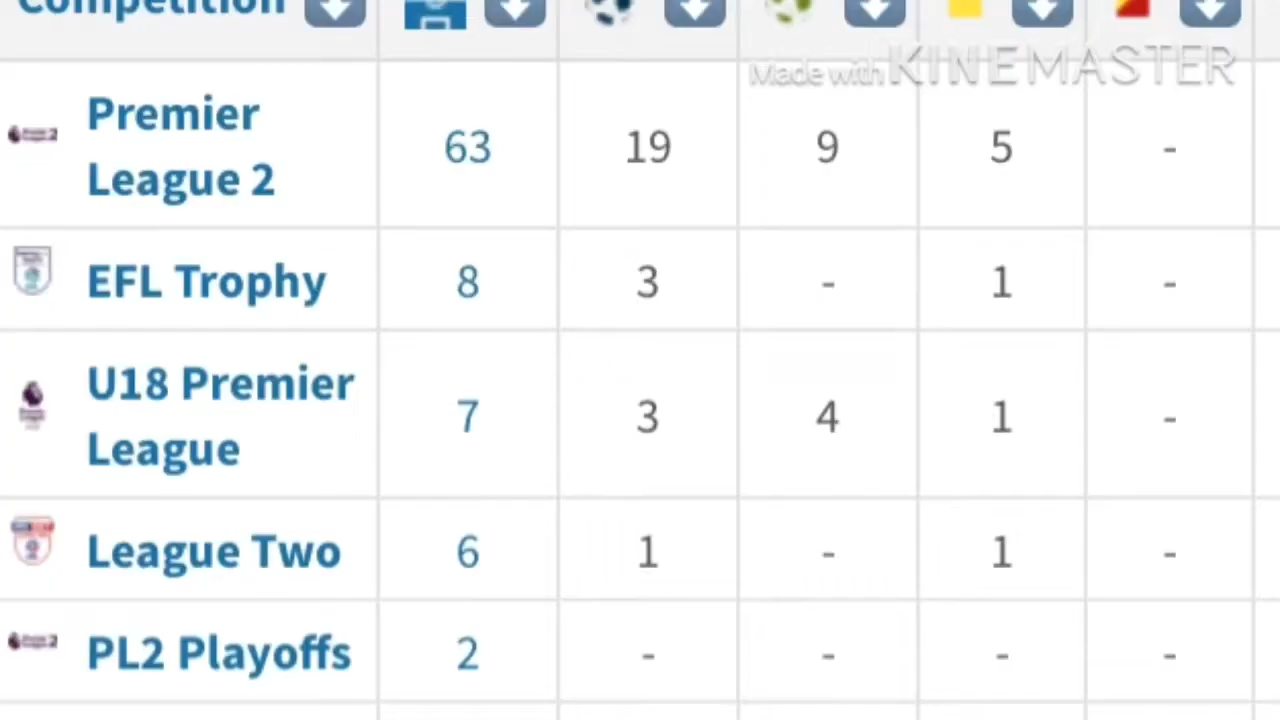 Competition
Made with KINEMASTER
Premier
League 2
63 19 9 5 -
EFL Trophy 8 3 - 1 -
U18 Premier
League
7 3 4 1 -
League Two 6 1 - 1 -
PL2 Playoffs 2 - - - -